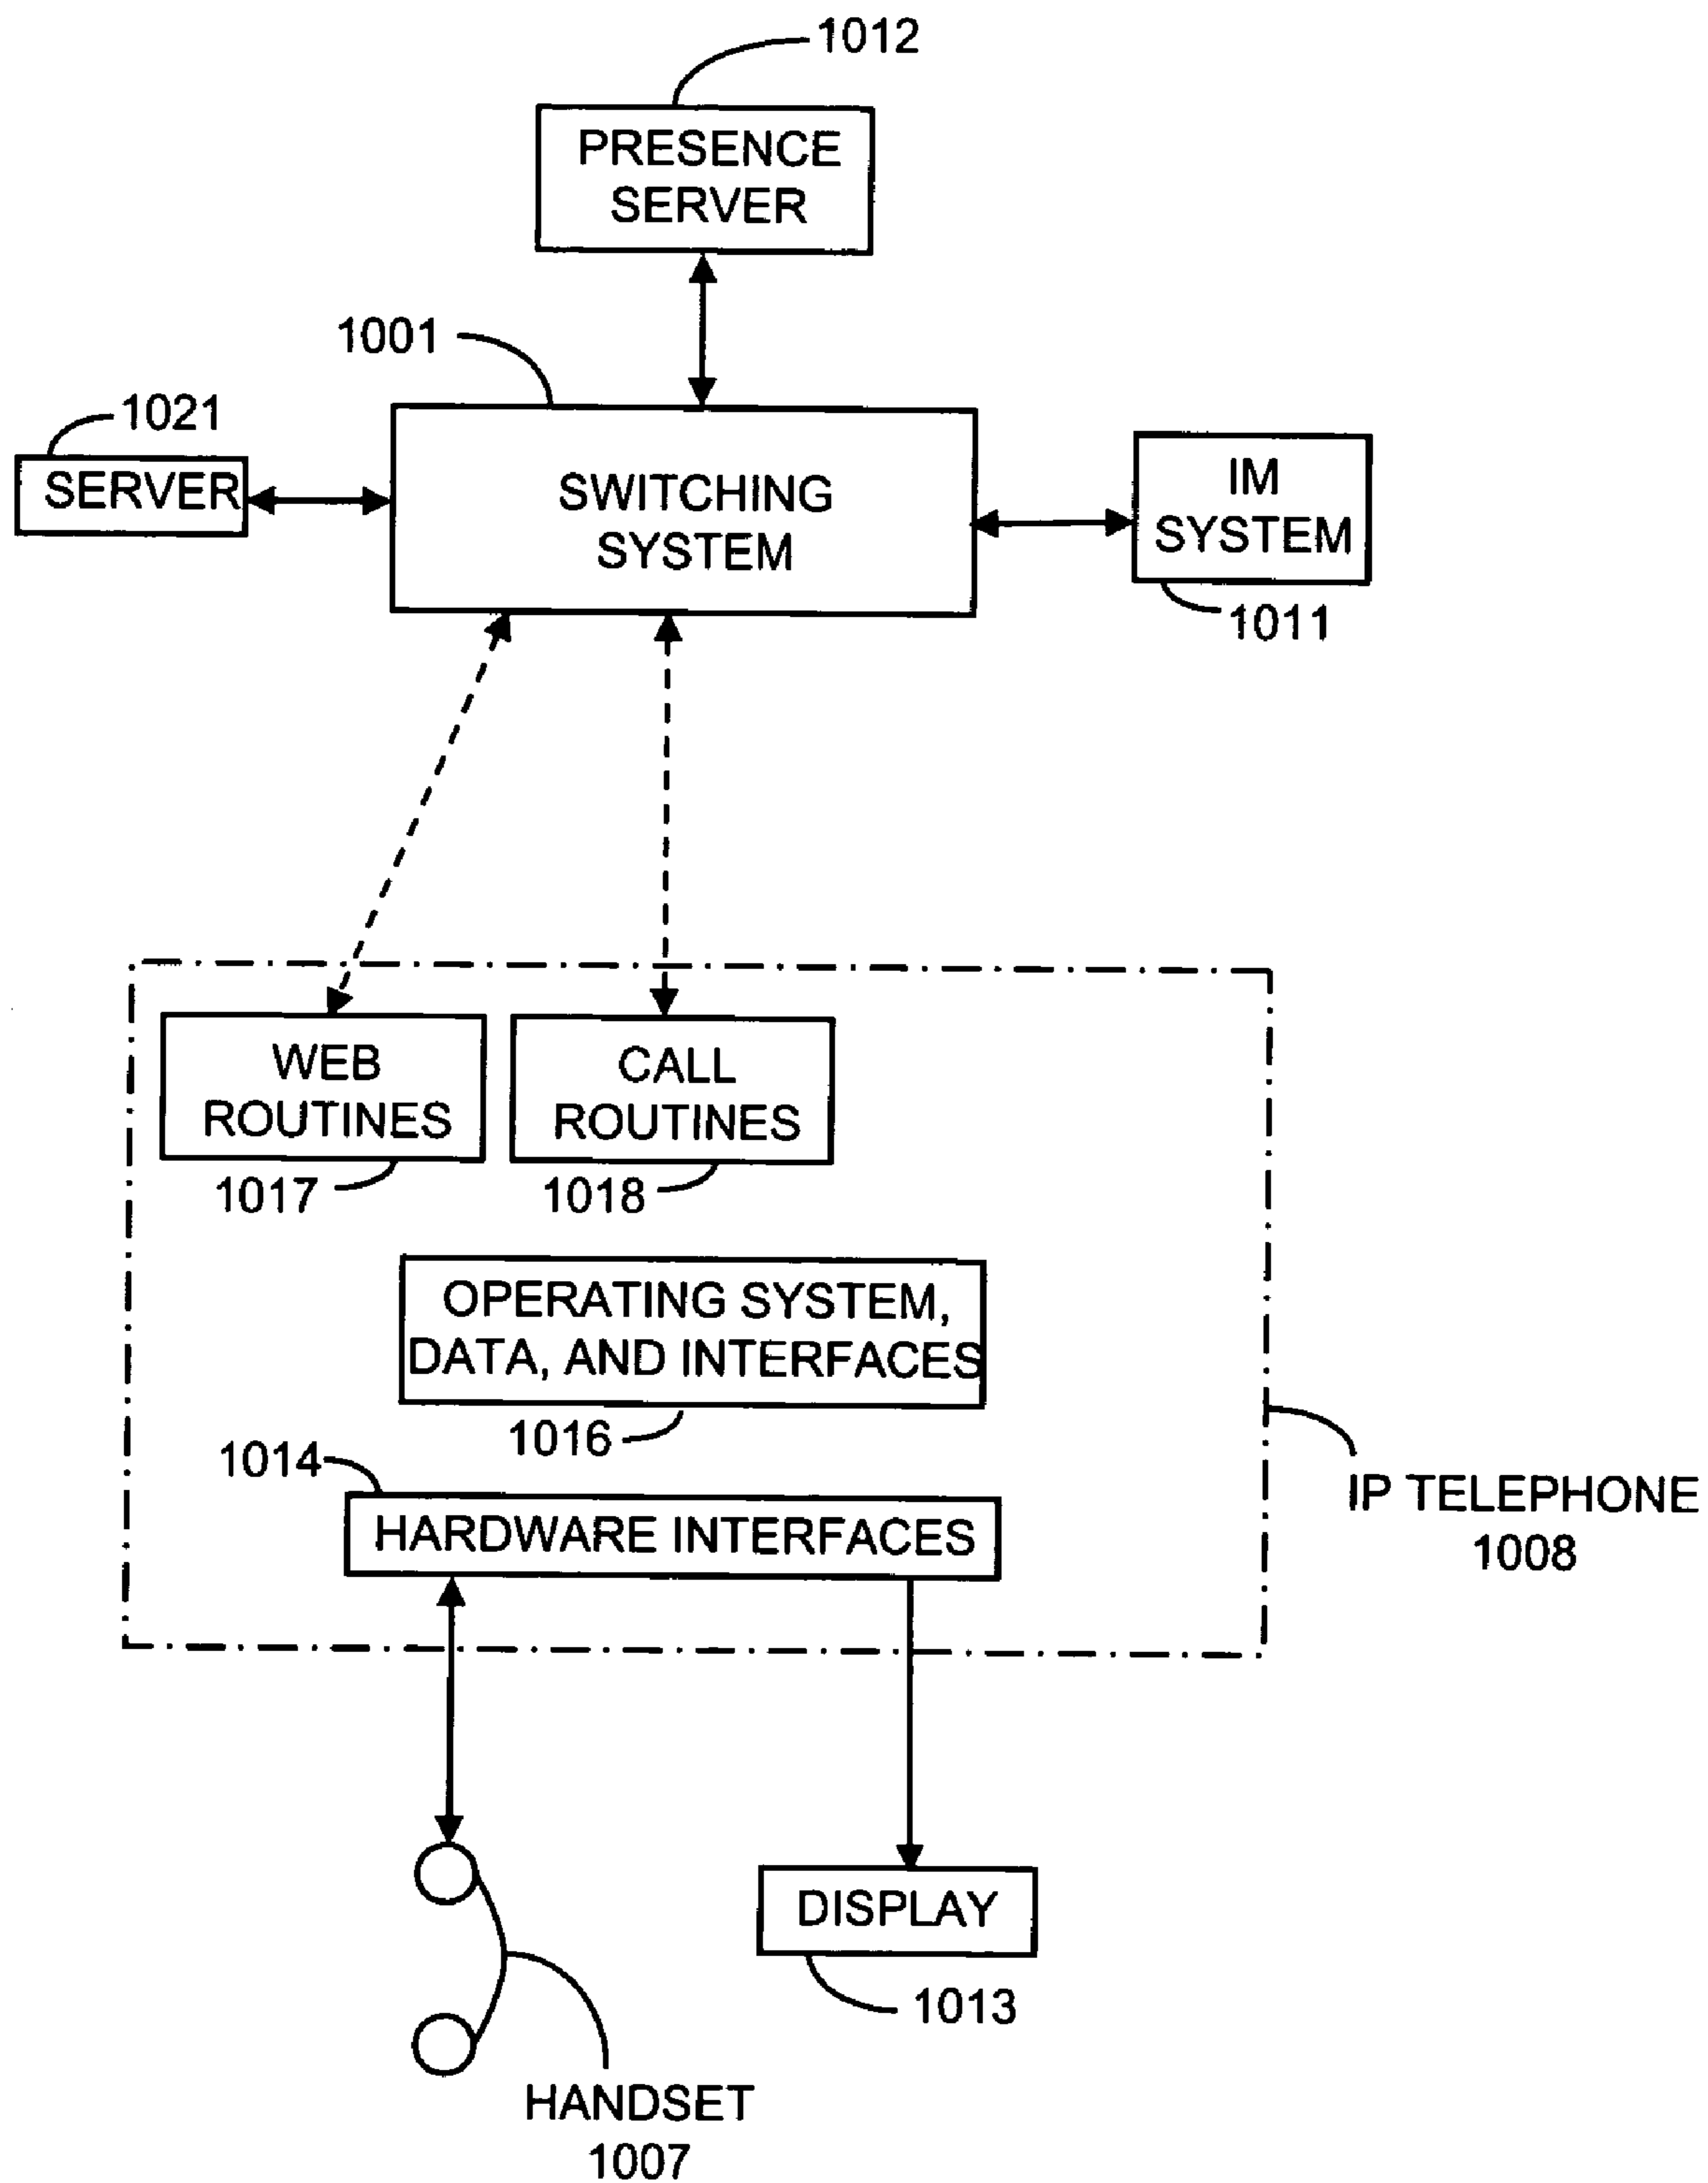 1012
PRESENCE
SERVER
1001
1021
SERVER
SWITCHING
SYSTEM
IM
SYSTEM
1011
WEB
ROUTINES
1017
CALL
ROUTINES
1018
OPERATING SYSTEM,
DATA, AND INTERFACES
1016
1014
HARDWARE INTERFACES
IP TELEPHONE
1008
DISPLAY
1013
HANDSET
1007